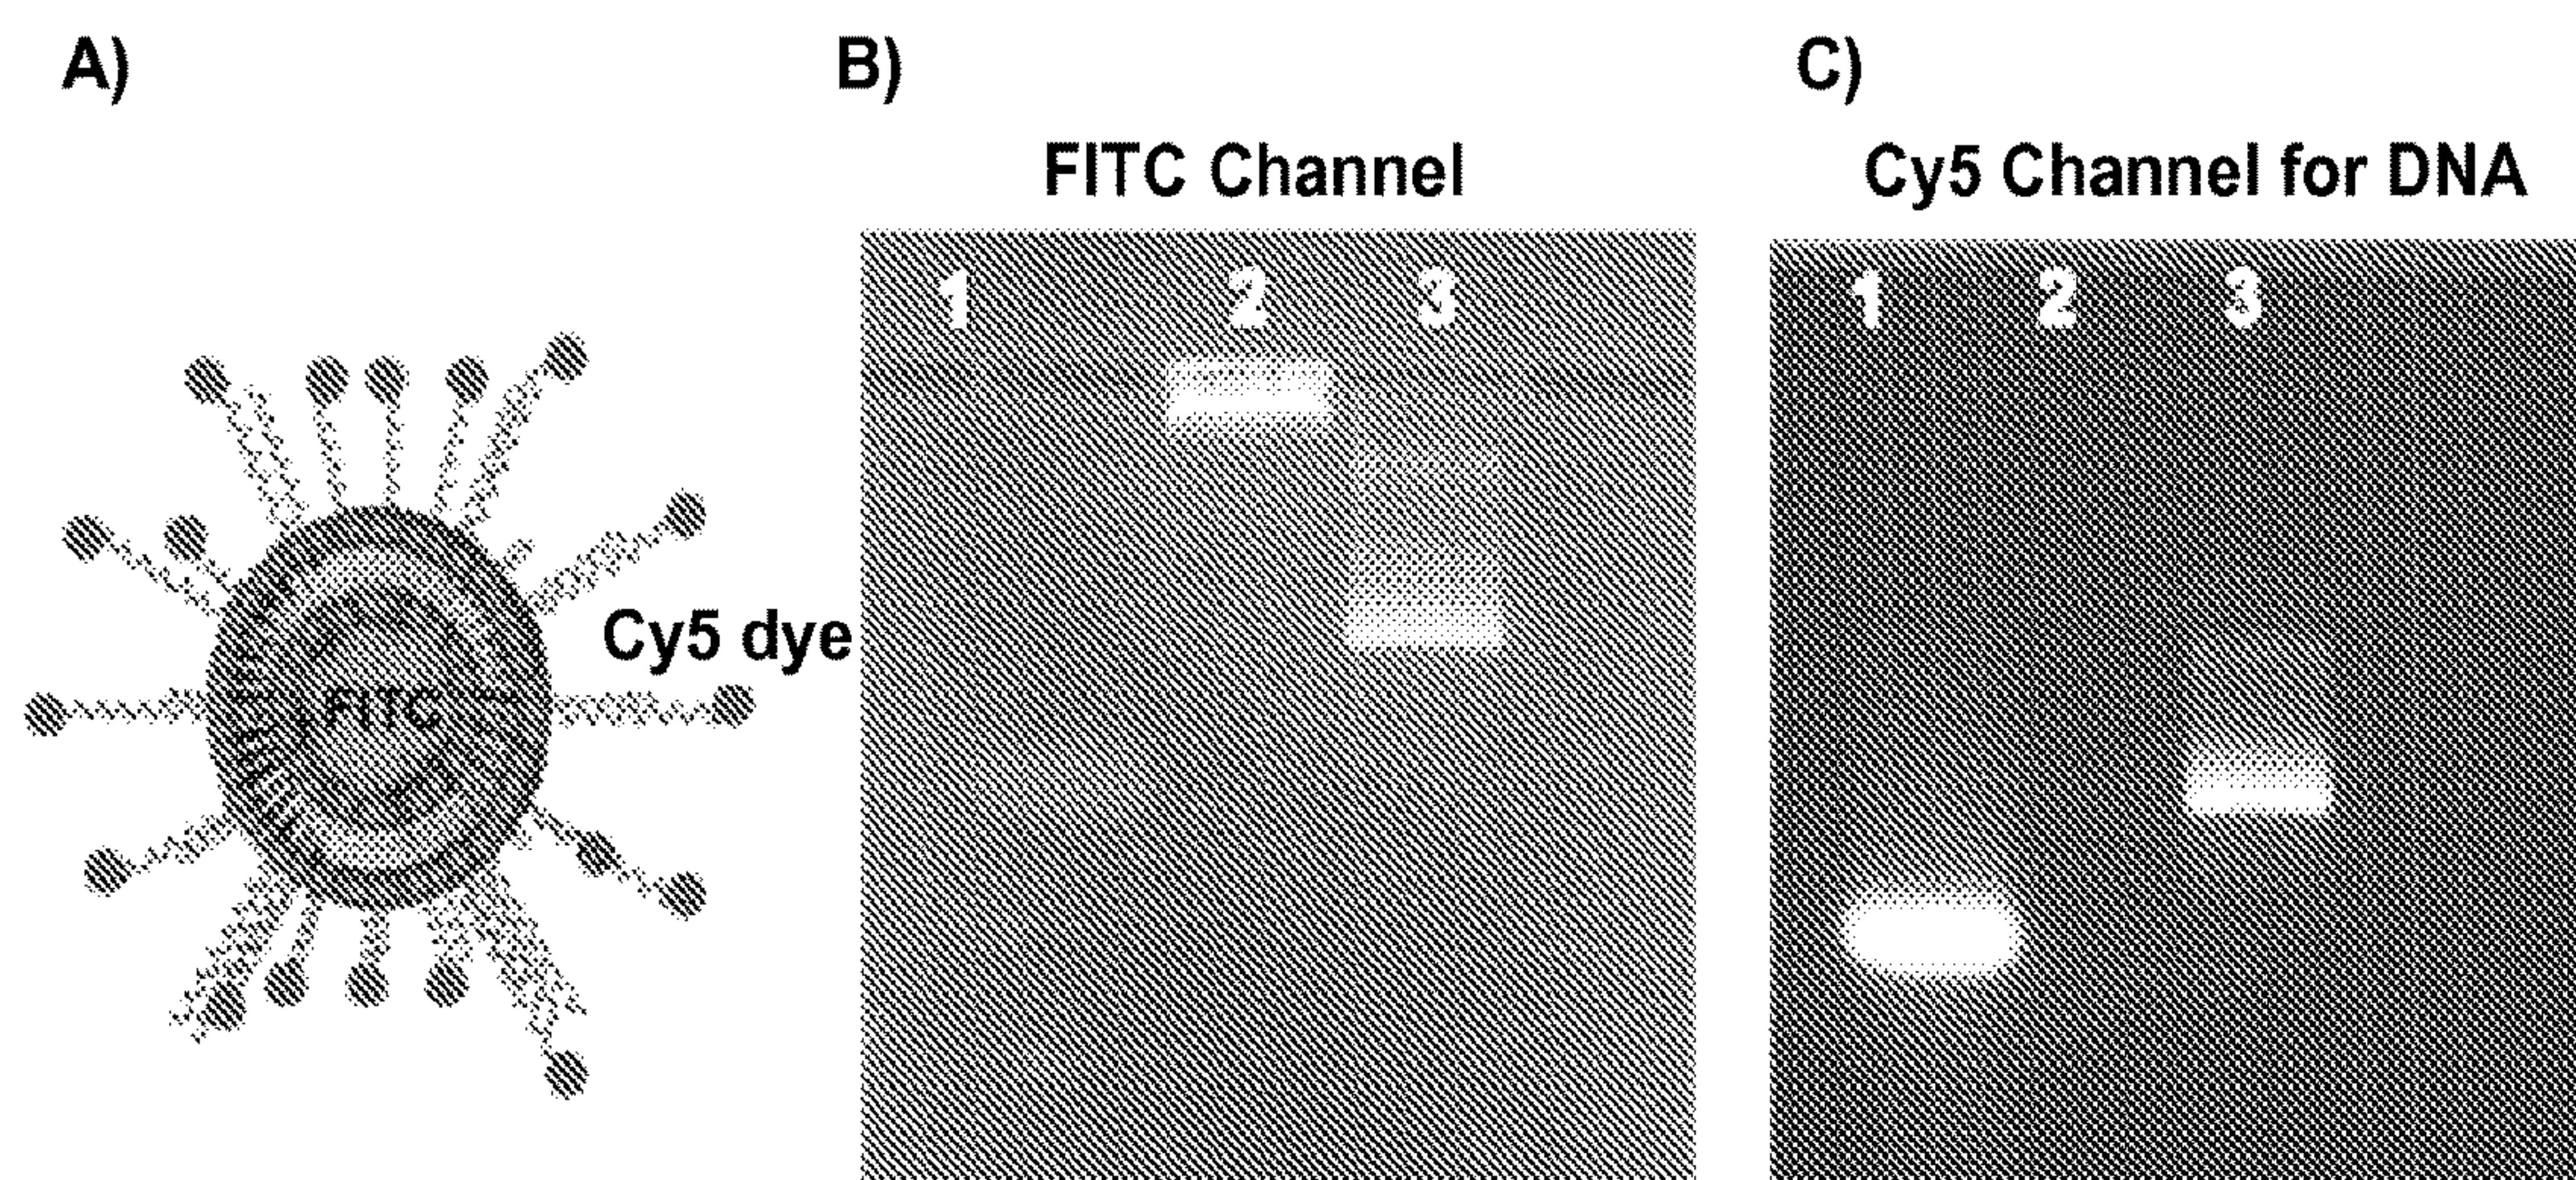 A)
B)
C)
FITC Channel
Cy5 Channel for DNA
1 2 3
1 2 3
Cy5 dye
FITC